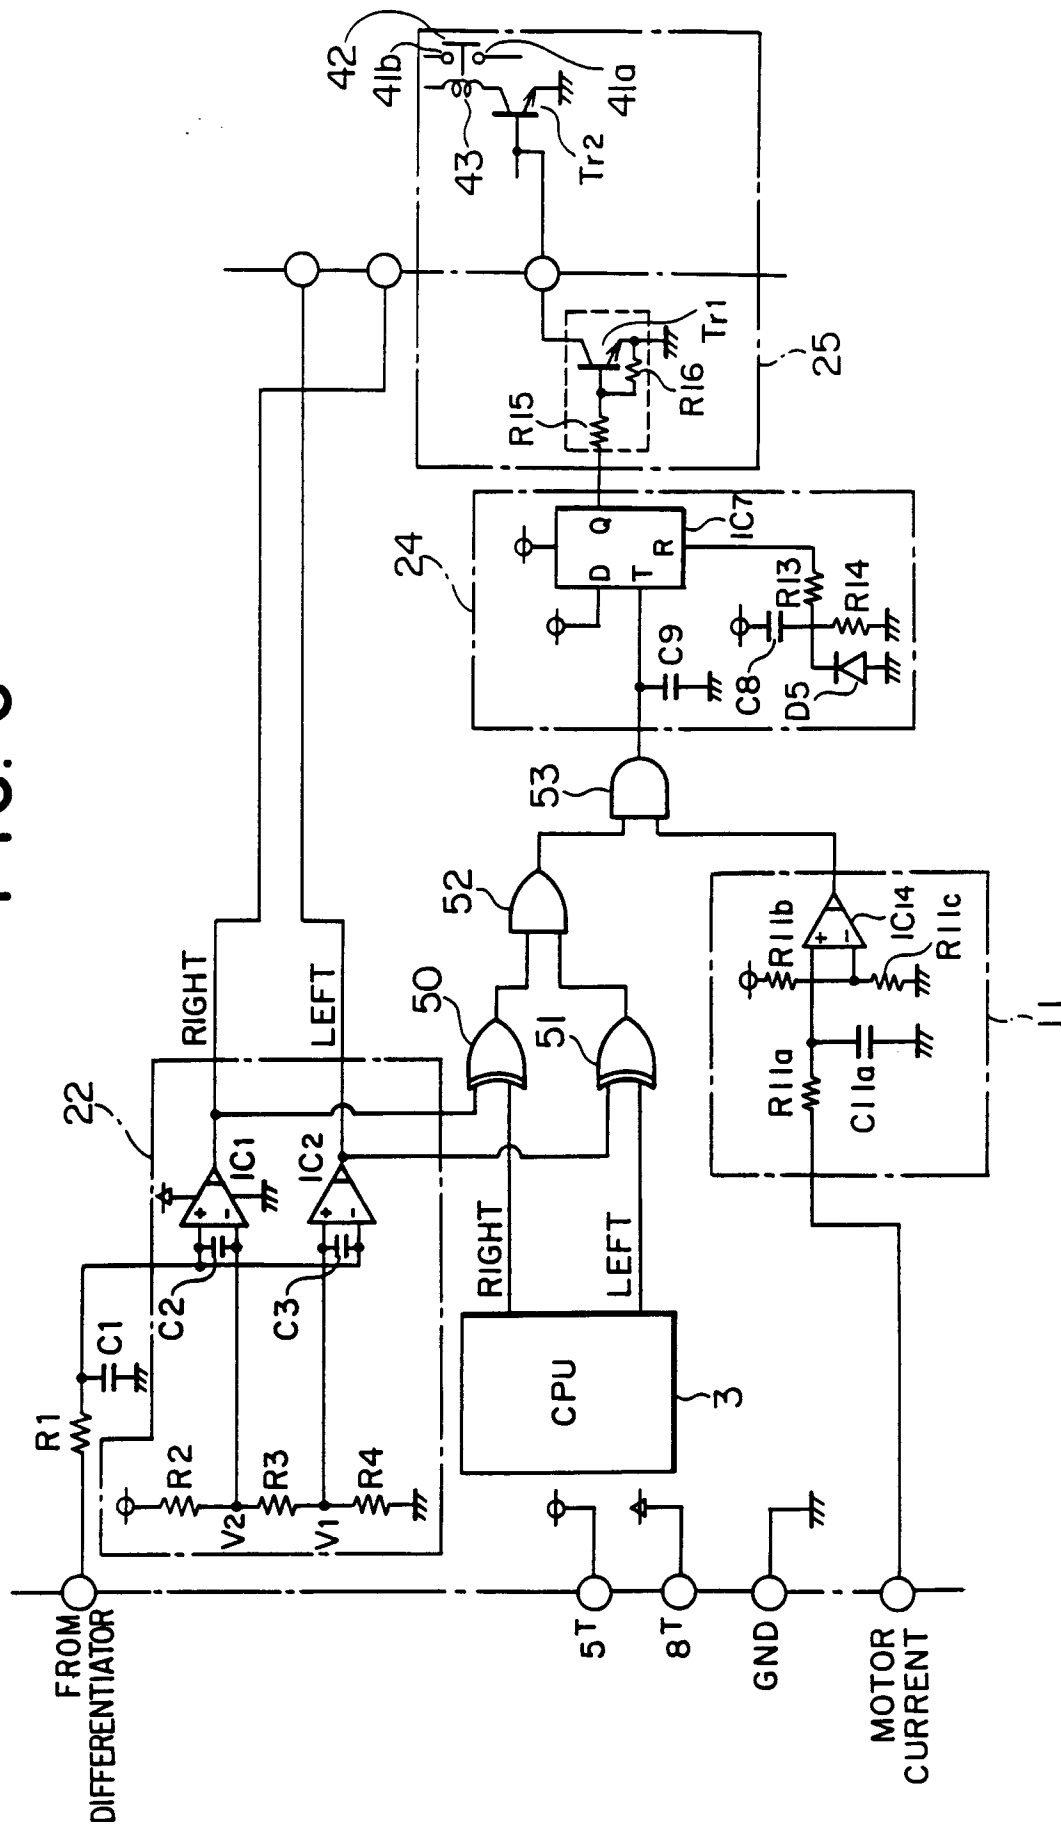 FROM
DIFFERENTIATOR
R1
C1
22
R2
V2
R3
V1
R4
C2
+
-
IC1
C3
+
-
IC2
RIGHT
LEFT
5T
8T
GND
MOTOR
CURRENT
CPU
3
RIGHT
LEFT
50
51
52
53
R11a
C11a
R11b
+
-
IC14
R11c
11
24
D
Q
T
R
IC7
C9
C8
R13
D5
R14
R15
R16
Tr1
25
43
Tr2
42
41b
41a